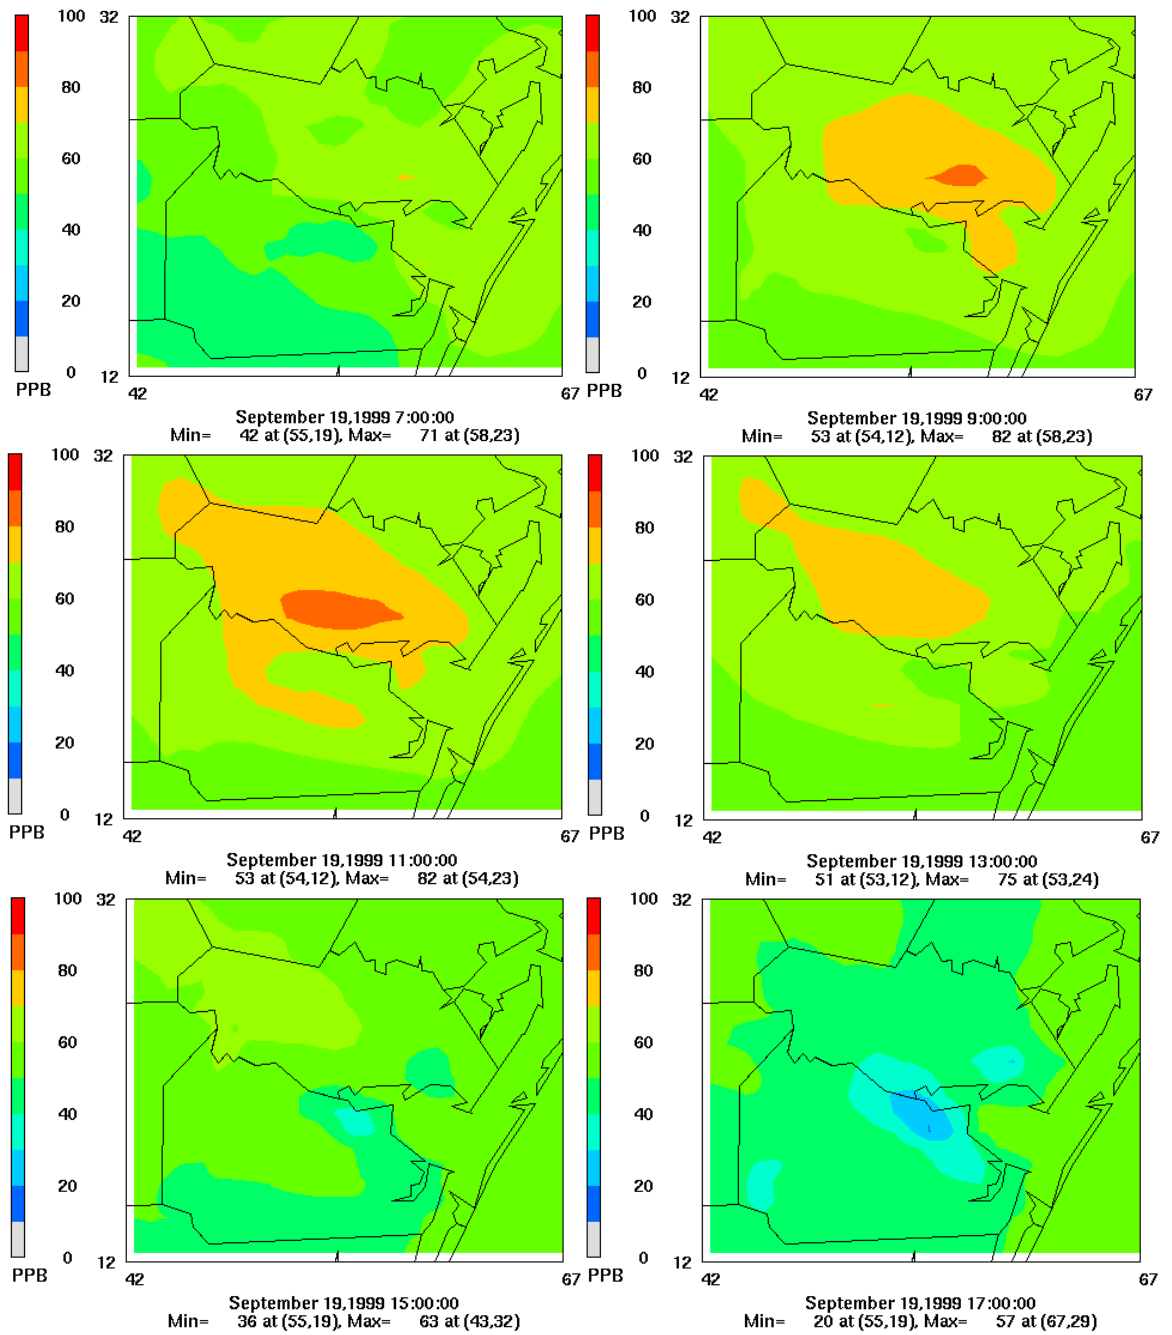 100 32 100 32
80 80
60 60
40 40
20 20
0 12 0 12
PPB 42 67 PPB 42 67
September 19,1999 7:00:00 September 19,1999 9:00:00
Min= 42 at (55,19), Max= 71 at (58,23) Min= 53 at (54,12), Max= 82 at (58,23)
100 32 100 32
80 80
60 60
40 40
20 20
0 12 0 12
PPB 42 67 PPB 42 67
September 19,1999 11:00:00 September 19,1999 13:00:00
Min= 53 at (54,12), Max= 82 at (54,23) Min= 51 at (53,12), Max= 75 at (53,24)
100 32 100 32
80 80
60 60
40 40
20 20
0 12 0 12
PPB 42 67 PPB 42 67
September 19,1999 15:00:00 September 19,1999 17:00:00
Min= 36 at (55,19), Max= 63 at (43,32) Min= 20 at (55,19), Max= 57 at (67,29)